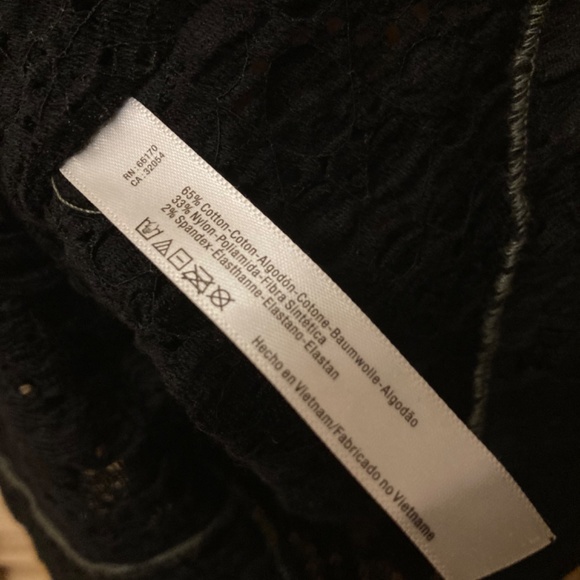 RN : 66170
CA : 32054
65% Cotton-Coton-Algodón-Cotone-Baumwolle-Algodão
33% Nylon-Poliamida-Fibra Sintética
2% Spandex-Élasthanne-Elastano-Elastan
Hecho en Vietnam/Fabricado no Vietname